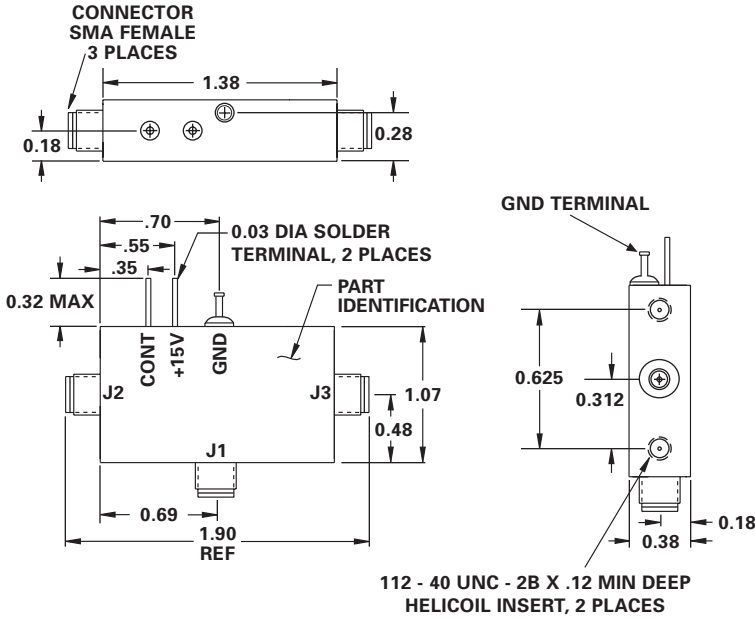 CONNECTOR
SMA FEMALE
3 PLACES
1.38
0.18
0.28
.70
.55
.35
0.03 DIA SOLDER
TERMINAL, 2 PLACES
0.32 MAX
PART
IDENTIFICATION
CONT
+15V
GND
J2
J3
J1
1.07
0.48
0.69
1.90
REF
GND TERMINAL
0.625
0.312
0.18
0.38
112 - 40 UNC - 2B X .12 MIN DEEP
HELICOIL INSERT, 2 PLACES